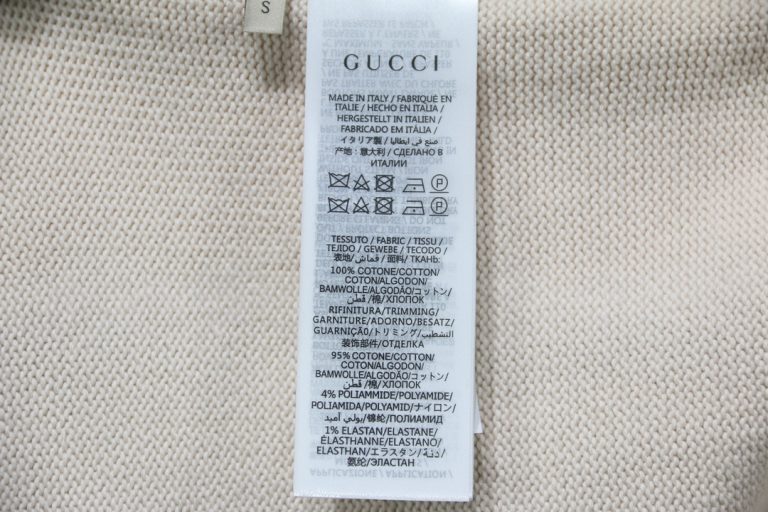 S
GUCCI
MADE IN ITALY / FABRIQUÉ EN
ITALIE / HECHO EN ITALIA /
HERGESTELLT IN ITALIEN /
FABRICADO EM ITÁLIA /
イタリア製 / صنع في ايطاليا /
产地：意大利 / СДЕЛАНО В
ИТАЛИИ
TESSUTO / FABRIC / TISSU /
TEJIDO / GEWEBE / TECODO /
表地/قماش / 面料/ ТКАНЬ:
100% COTONE/COTTON/
COTON/ALGODON/
BAMWOLLE/ALGODÃO/コットン/
قطن /棉/ХЛОПОК
RIFINITURA/TRIMMING/
GARNITURE/ADORNO/BESATZ/
GUARNIÇÃO/トリミング/التشطيب/
装饰部件/ОТДЕЛКА
95% COTONE/COTTON/
COTON/ALGODON/
BAMWOLLE/ALGODÃO/コットン/
قطن /棉/ХЛОПОК
4% POLIAMMIDE/POLYAMIDE/
POLIAMIDA/POLYAMID/ナイロン/
بولي أميد/锦纶/ПОЛИАМИД
1% ELASTAN/ELASTANE/
ÉLASTHANNE/ELASTANO/
ELASTHAN/エラスタン/
氨纶/ЭЛАСТАН
APPLICAZIONE / APPLICATION /